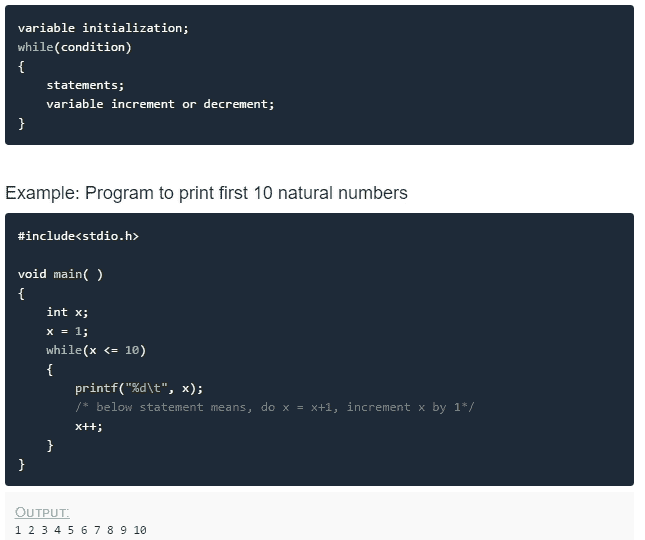 variable initialization;
while(condition)
{
    statements;
    variable increment or decrement;
}
Example: Program to print first 10 natural numbers
#include<stdio.h>
void main( )
{
    int x;
    x = 1;
    while(x <= 10)
    {
        printf("%d\t", x);
        /* below statement means, do x = x+1, increment x by 1*/
        x++;
    }
}
OUTPUT:
1 2 3 4 5 6 7 8 9 10